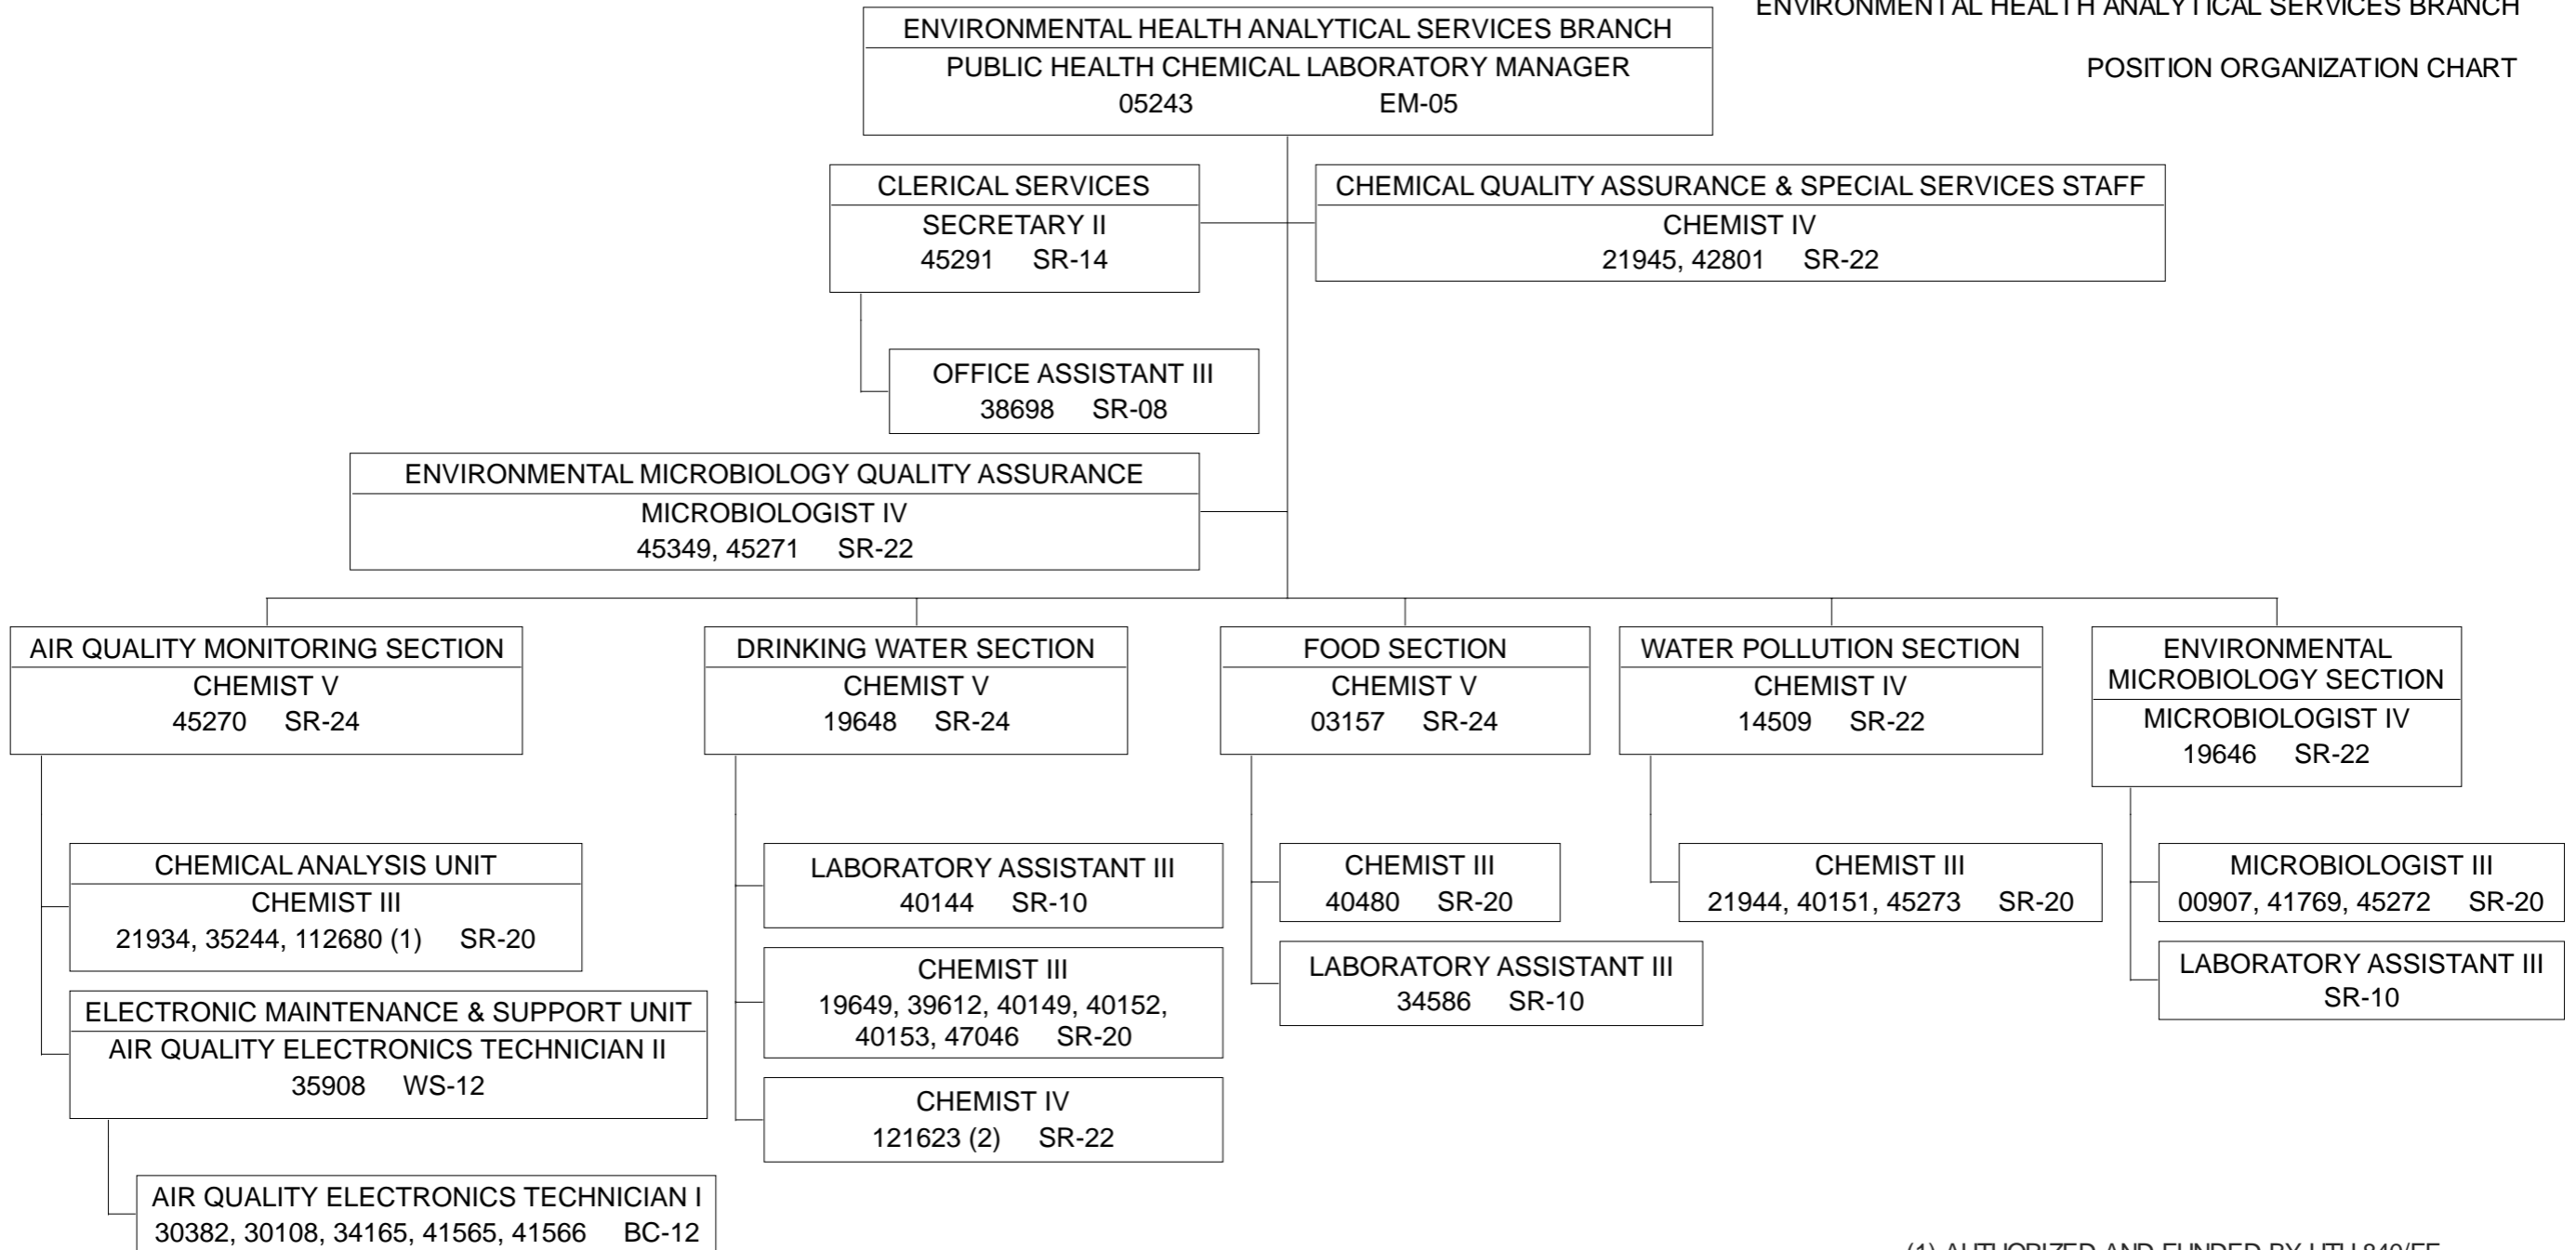 ENVIRONMENTAL HEALTH ANALYTICAL SERVICES BRANCH
POSITION ORGANIZATION CHART
ENVIRONMENTAL HEALTH ANALYTICAL SERVICES BRANCH
PUBLIC HEALTH CHEMICAL LABORATORY MANAGER
05243 EM-05
CLERICAL SERVICES
SECRETARY II
45291 SR-14
CHEMICAL QUALITY ASSURANCE & SPECIAL SERVICES STAFF
CHEMIST IV
21945, 42801 SR-22
OFFICE ASSISTANT III
38698 SR-08
ENVIRONMENTAL MICROBIOLOGY QUALITY ASSURANCE
MICROBIOLOGIST IV
45349, 45271 SR-22
AIR QUALITY MONITORING SECTION
CHEMIST V
45270 SR-24
CHEMICAL ANALYSIS UNIT
CHEMIST III
21934, 35244, 112680 (1) SR-20
ELECTRONIC MAINTENANCE & SUPPORT UNIT
AIR QUALITY ELECTRONICS TECHNICIAN II
35908 WS-12
AIR QUALITY ELECTRONICS TECHNICIAN I
30382, 30108, 34165, 41565, 41566 BC-12
DRINKING WATER SECTION
CHEMIST V
19648 SR-24
LABORATORY ASSISTANT III
40144 SR-10
CHEMIST III
19649, 39612, 40149, 40152,
40153, 47046 SR-20
CHEMIST IV
121623 (2) SR-22
FOOD SECTION
CHEMIST V
03157 SR-24
CHEMIST III
40480 SR-20
LABORATORY ASSISTANT III
34586 SR-10
WATER POLLUTION SECTION
CHEMIST IV
14509 SR-22
CHEMIST III
21944, 40151, 45273 SR-20
ENVIRONMENTAL
MICROBIOLOGY SECTION
MICROBIOLOGIST IV
19646 SR-22
MICROBIOLOGIST III
00907, 41769, 45272 SR-20
LABORATORY ASSISTANT III
SR-10
(1) AUTHORIZED AND FUNDED BY HTH 840/FF